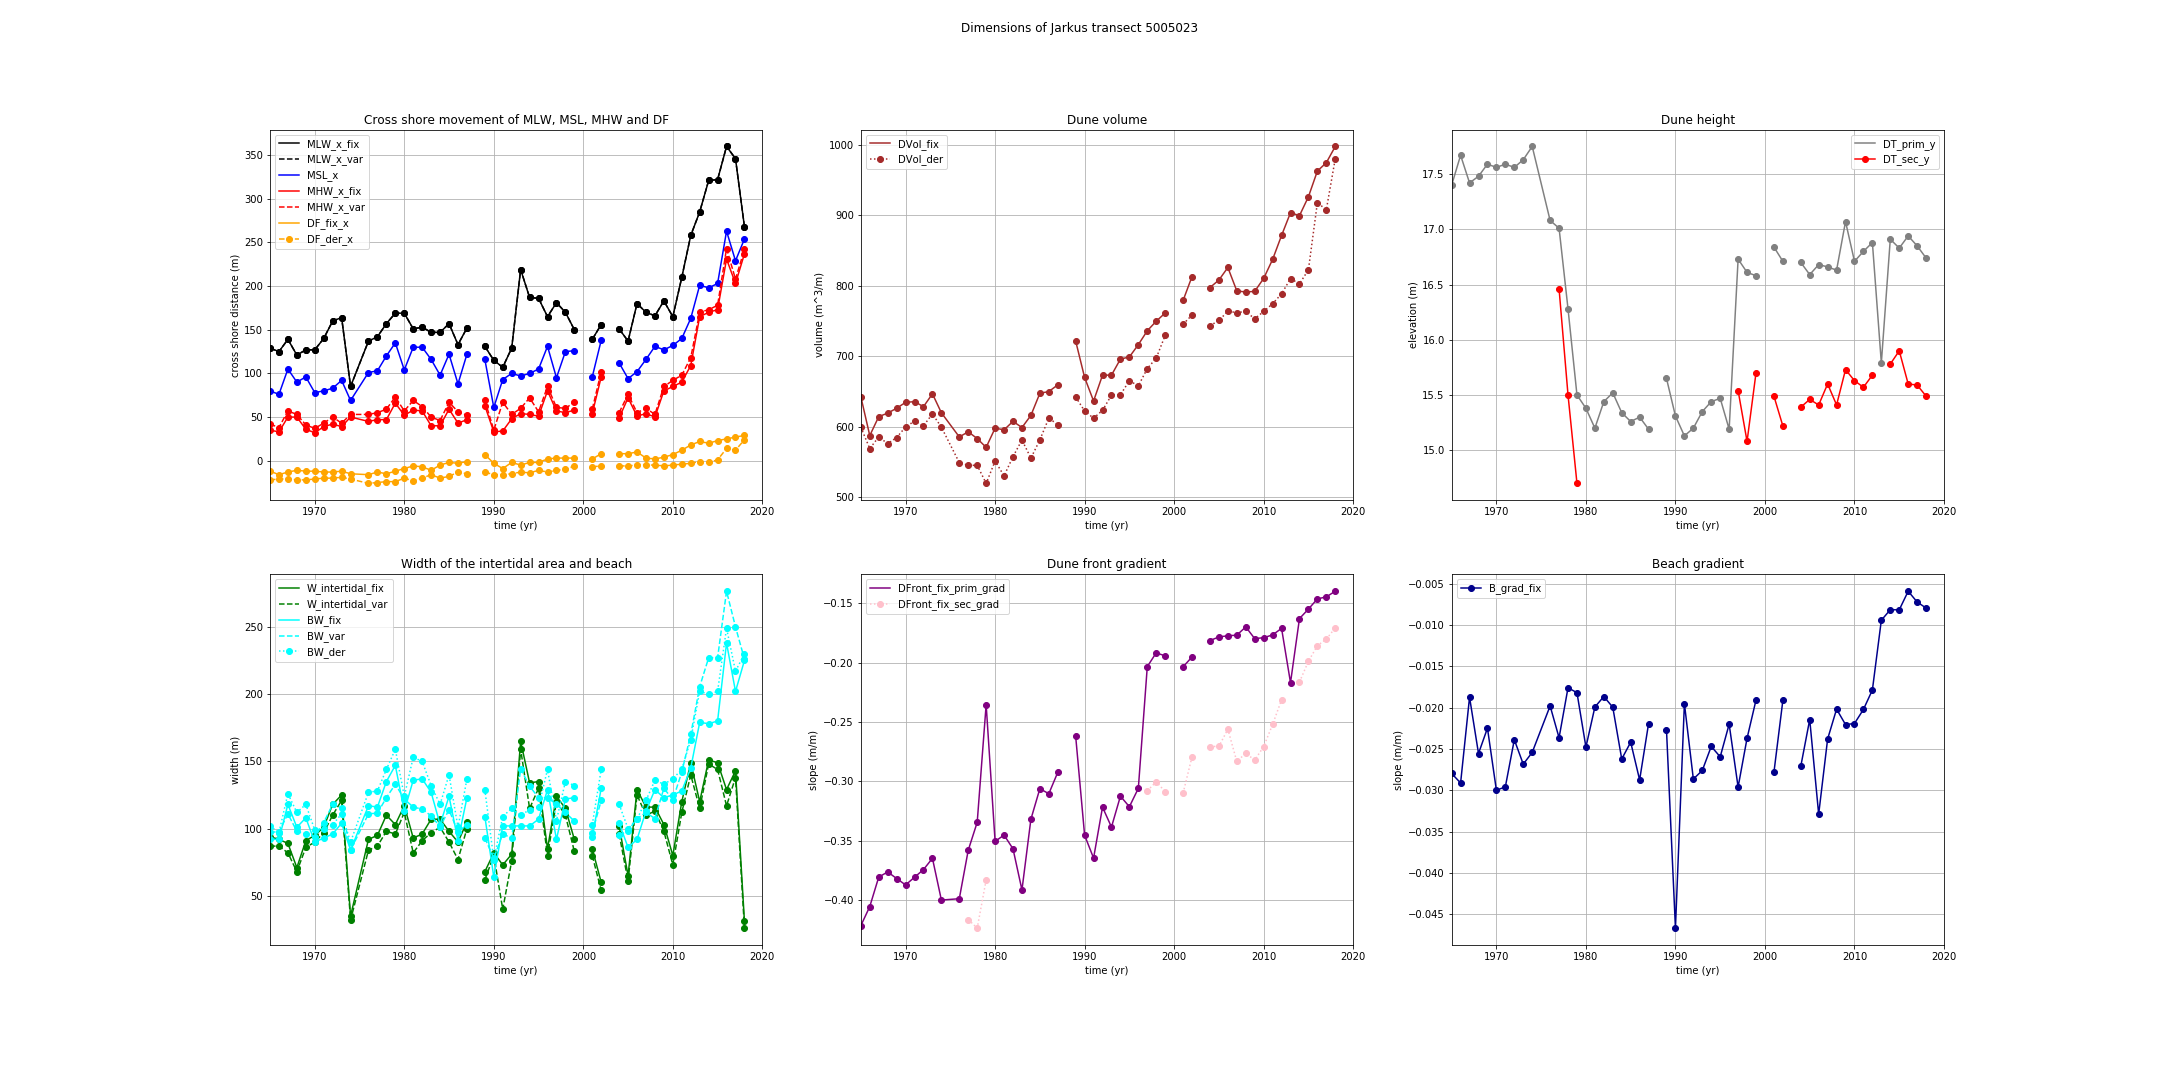 Dimensions of Jarkus transect 5005023
Cross shore movement of MLW, MSL, MHW and DF
MLW_x_fix
MLW_x_var
MSL_x
MHW_x_fix
MHW_x_var
DF_fix_x
DF_der_x
cross shore distance (m)
350
300
250
200
150
100
50
0
1970 1980 1990 2000 2010 2020
time (yr)
Dune volume
DVol_fix
DVol_der
volume (m^3/m)
1000
900
800
700
600
500
1970 1980 1990 2000 2010 2020
time (yr)
Dune height
DT_prim_y
DT_sec_y
elevation (m)
17.5
17.0
16.5
16.0
15.5
15.0
1970 1980 1990 2000 2010 2020
time (yr)
Width of the intertidal area and beach
W_intertidal_fix
W_intertidal_var
BW_fix
BW_var
BW_der
width (m)
250
200
150
100
50
1970 1980 1990 2000 2010 2020
time (yr)
Dune front gradient
DFront_fix_prim_grad
DFront_fix_sec_grad
slope (m/m)
−0.15
−0.20
−0.25
−0.30
−0.35
−0.40
1970 1980 1990 2000 2010 2020
time (yr)
Beach gradient
B_grad_fix
slope (m/m)
−0.005
−0.010
−0.015
−0.020
−0.025
−0.030
−0.035
−0.040
−0.045
1970 1980 1990 2000 2010 2020
time (yr)